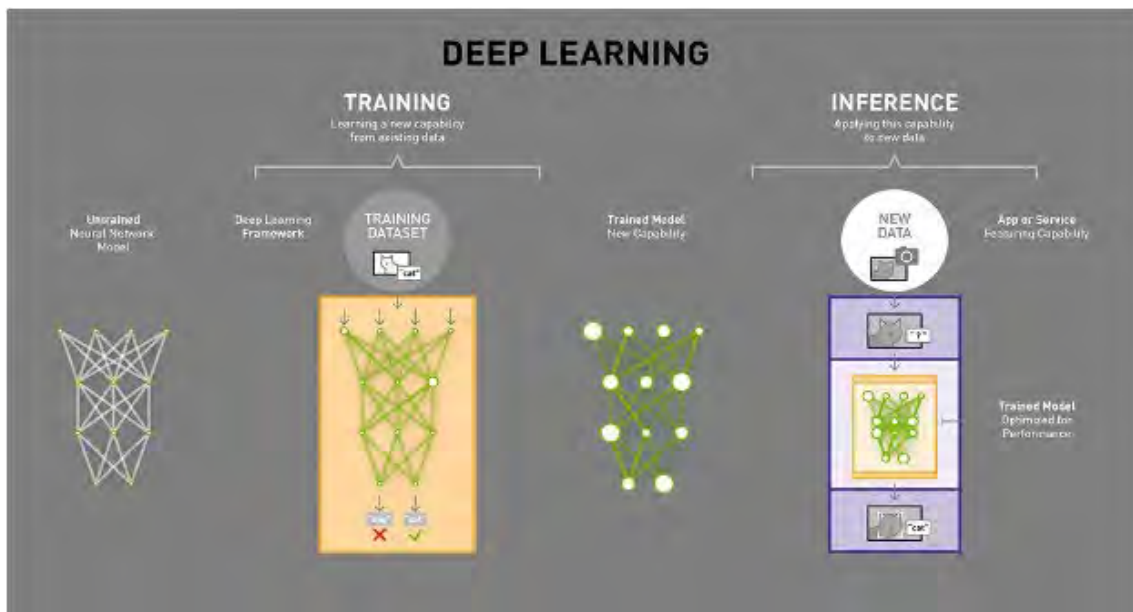 DEEP LEARNING
TRAINING
Learning a new capability
from existing data
INFERENCE
Applying this capability
to new data
Untrained
Neural Network
Model
Deep Learning
Framework
TRAINING
DATASET
"cat"
Trained Model
New Capability
NEW
DATA
App or Service
Featuring Capability
"?"
Trained Model
Optimized for
Performance
cat
"cat"